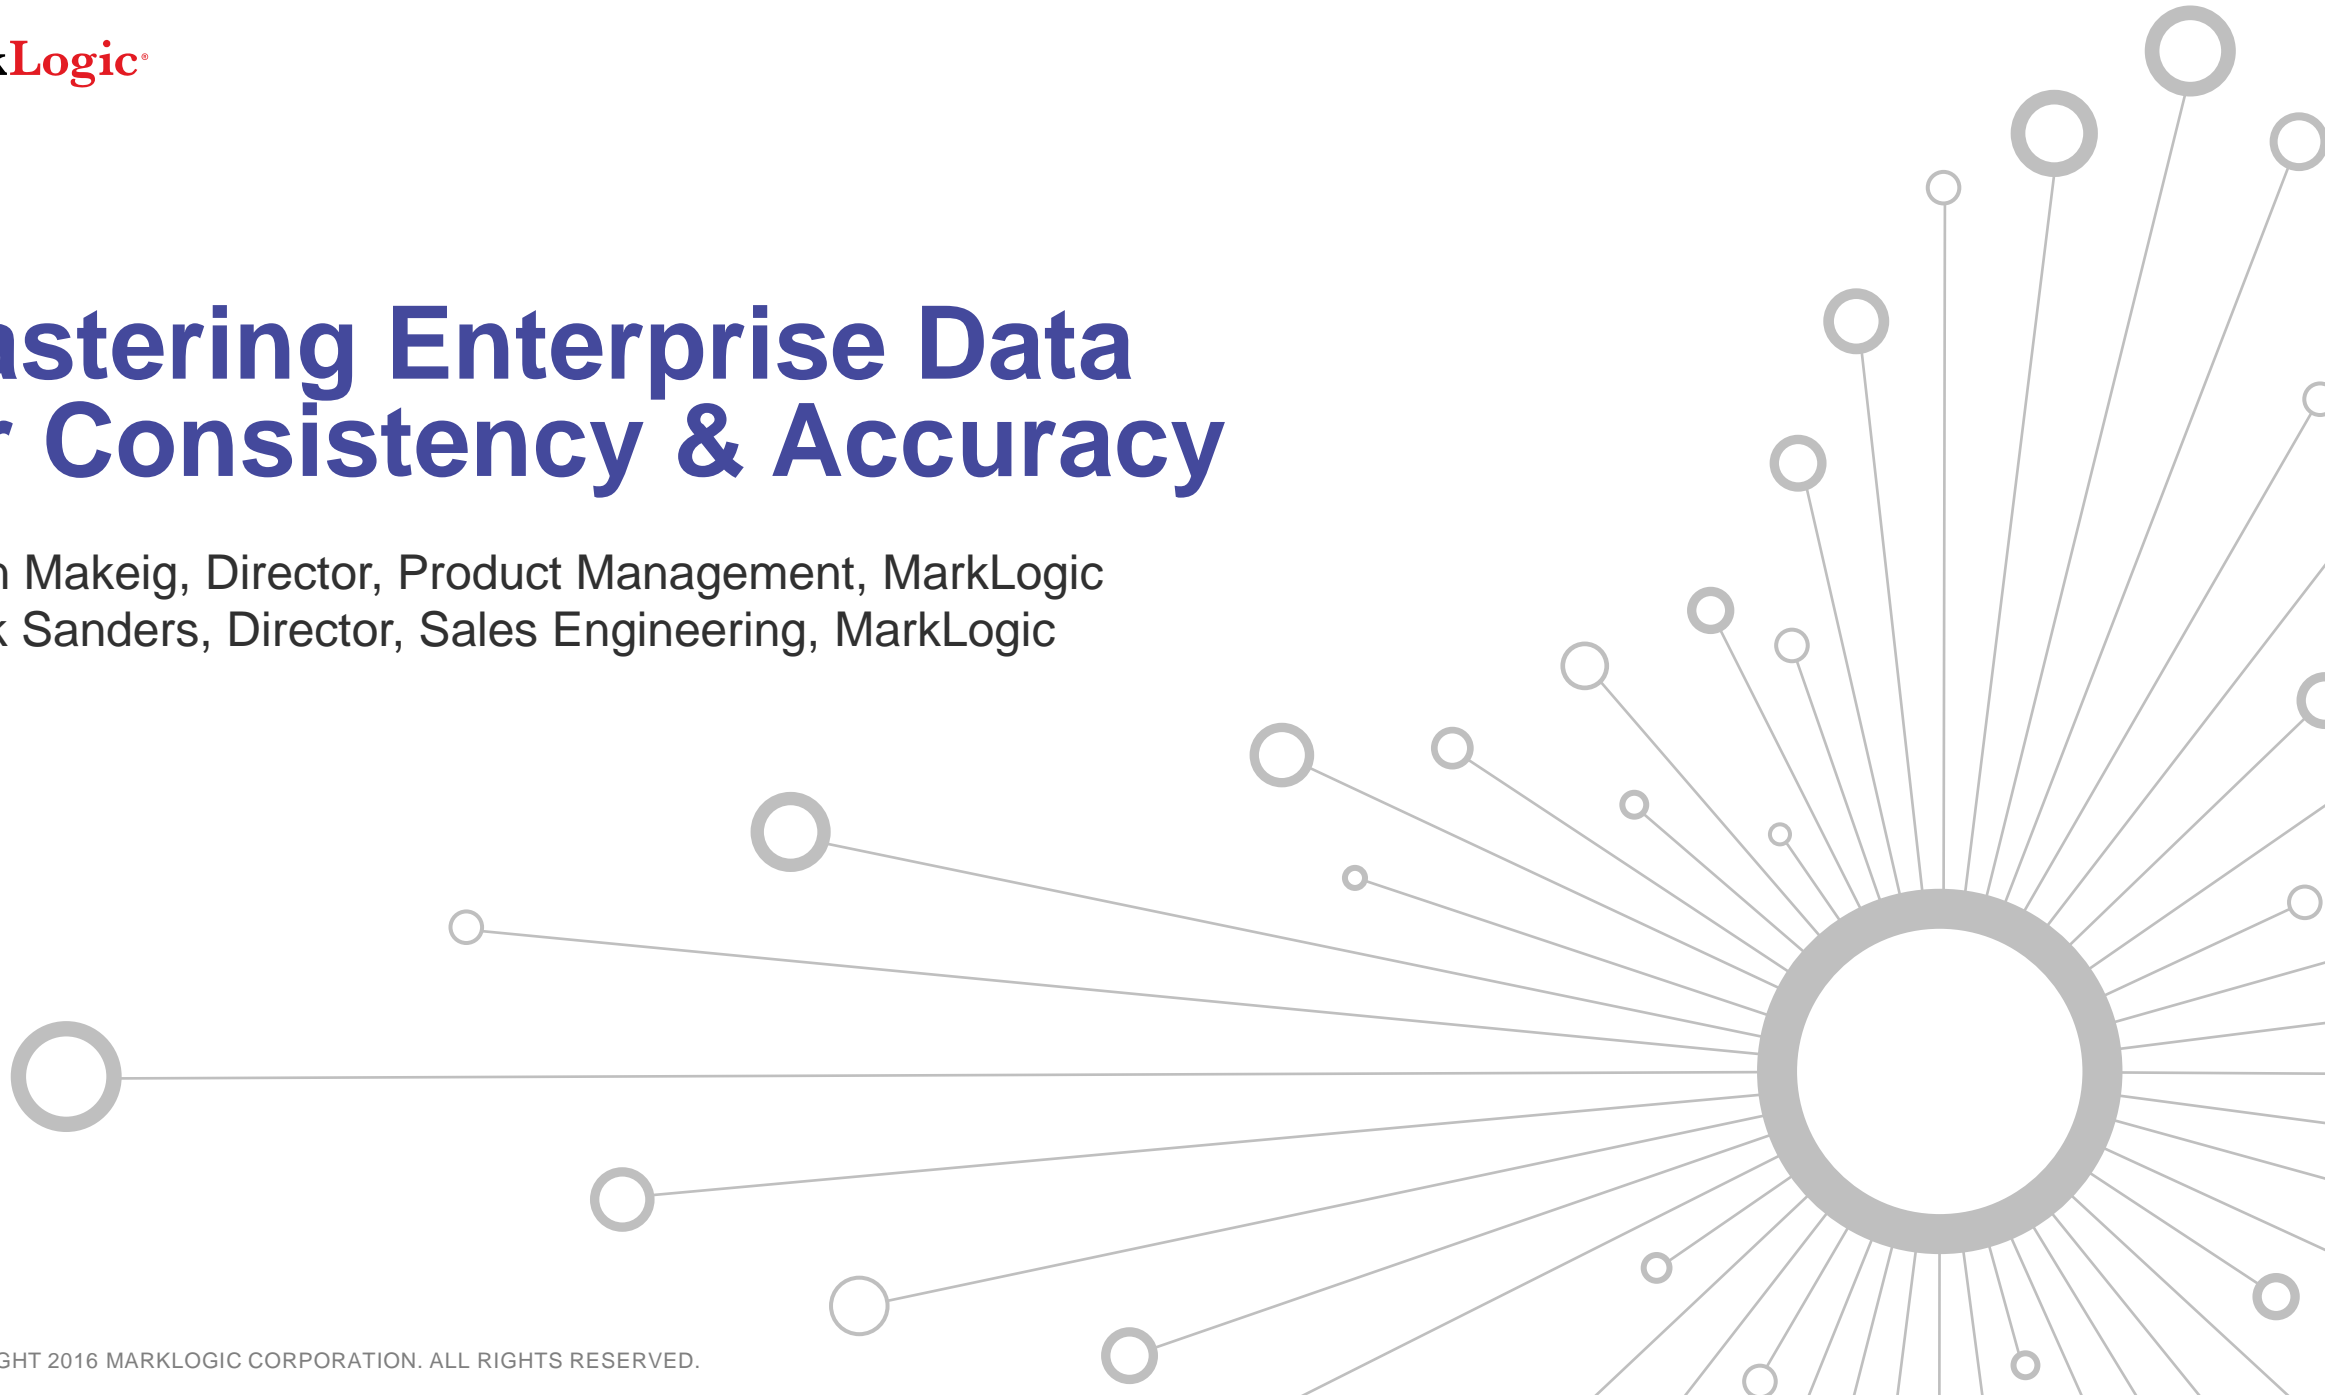 kLogic®
astering Enterprise Data
r Consistency & Accuracy
n Makeig, Director, Product Management, MarkLogic
k Sanders, Director, Sales Engineering, MarkLogic
GHT 2016 MARKLOGIC CORPORATION. ALL RIGHTS RESERVED.